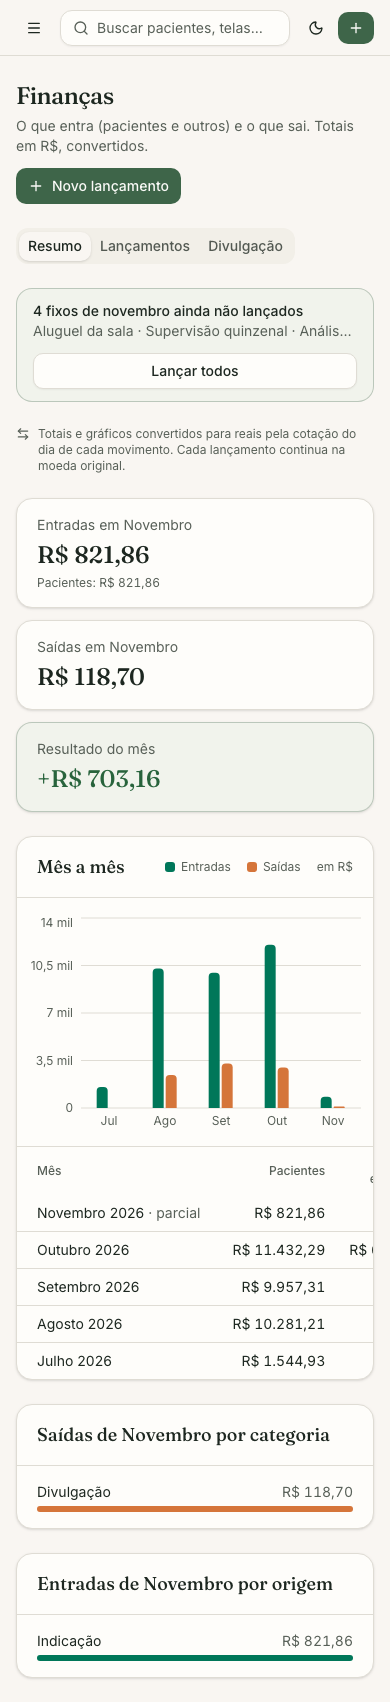 Buscar pacientes, telas...
Finanças
O que entra (pacientes e outros) e o que sai. Totais
em R$, convertidos.
Novo lançamento
Resumo Lançamentos Divulgação
4 fixos de novembro ainda não lançados
Aluguel da sala · Supervisão quinzenal · Anális...
Lançar todos
Totais e gráficos convertidos para reais pela cotação do
dia de cada movimento. Cada lançamento continua na
moeda original.
Entradas em Novembro
R$ 821,86
Pacientes: R$ 821,86
Saídas em Novembro
R$ 118,70
Resultado do mês
+R$ 703,16
Mês a mês Entradas Saídas em R$
14 mil
10,5 mil
7 mil
3,5 mil
0
Jul Ago Set Out Nov
Mês Pacientes
Novembro 2026 · parcial R$ 821,86
Outubro 2026 R$ 11.432,29 R$
Setembro 2026 R$ 9.957,31
Agosto 2026 R$ 10.281,21
Julho 2026 R$ 1.544,93
Saídas de Novembro por categoria
Divulgação R$ 118,70
Entradas de Novembro por origem
Indicação R$ 821,86